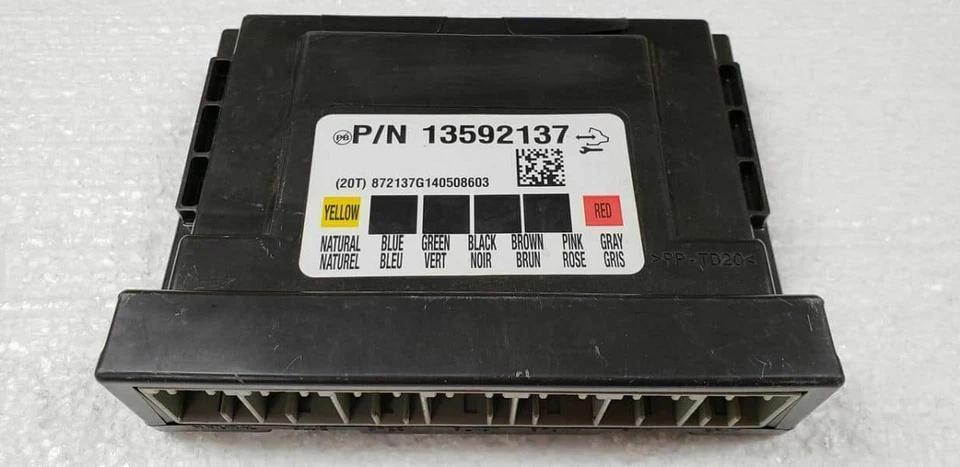 PB P/N 13592137
(20T) 872137G140508603
YELLOW RED
NATURAL BLUE GREEN BLACK BROWN PINK GRAY
NATUREL BLEU VERT NOIR BRUN ROSE GRIS
>PP-TD20<